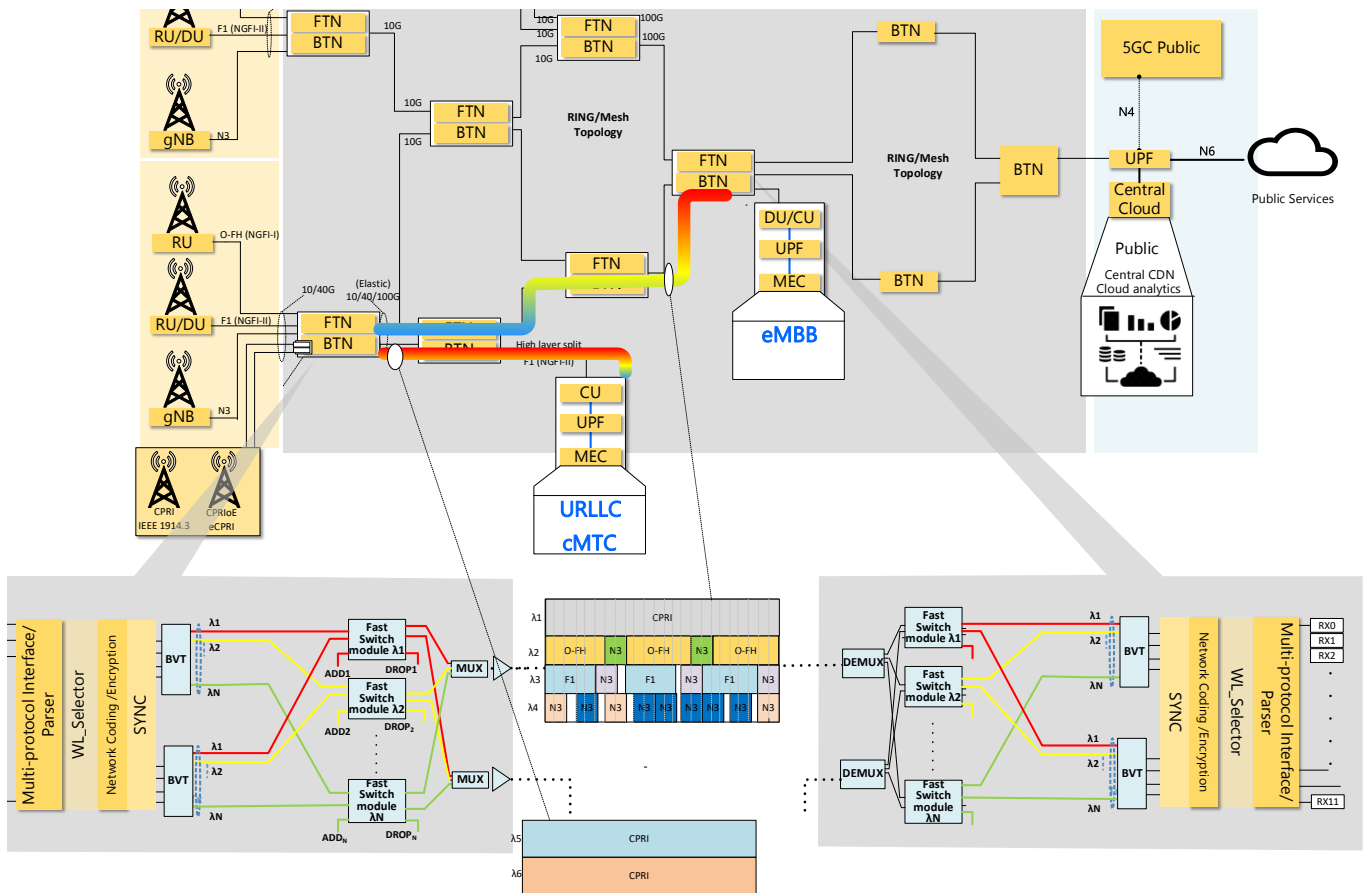 RU/DU
F1 (NGFI-II)
FTN
BTN
10G
gNB
N3
10G
10G
FTN
BTN
10G
10G
10G
100G
100G
FTN
BTN
RING/Mesh
Topology
BTN
RING/Mesh
Topology
BTN
BTN
5GC Public
N4
UPF
N6
Public Services
Central
Cloud
Public
Central CDN
Cloud analytics
FTN
BTN
DU/CU
UPF
MEC
eMBB
FTN
BTN
RU
O-FH (NGFI-I)
10/40G
(Elastic)
10/40/100G
RU/DU
F1 (NGFI-II)
FTN
BTN
gNB
N3
FTN
BTN
High layer split
F1 (NGFI-II)
CU
UPF
MEC
URLLC
cMTC
CPRI
IEEE 1914.3
CPRIoE
eCPRI
Multi-protocol Interface/
Parser
WL_Selector
Network Coding /Encryption
SYNC
BVT
λ1
λ2
λN
BVT
λ1
λ2
λN
Fast
Switch
module λ1
ADD1
DROP1
Fast
Switch
module λ2
ADD2
DROP2
Fast
Switch
module
λN
ADDN
DROPN
MUX
MUX
λ1
CPRI
λ2
O-FH
N3
O-FH
N3
O-FH
λ3
F1
N3
F1
N3
F1
N3
λ4
N3
N3
N3
N3
N3
N3
N3
N3
N3
λ5
CPRI
λ6
CPRI
DEMUX
DEMUX
Fast
Switch
module λ1
Fast
Switch
module λ2
Fast
Switch
module
λN
λ1
λ2
λN
BVT
λ1
λ2
λN
BVT
SYNC
Network Coding /Encryption
WL_Selector
Multi-protocol Interface/
Parser
RX0
RX1
RX2
RX11